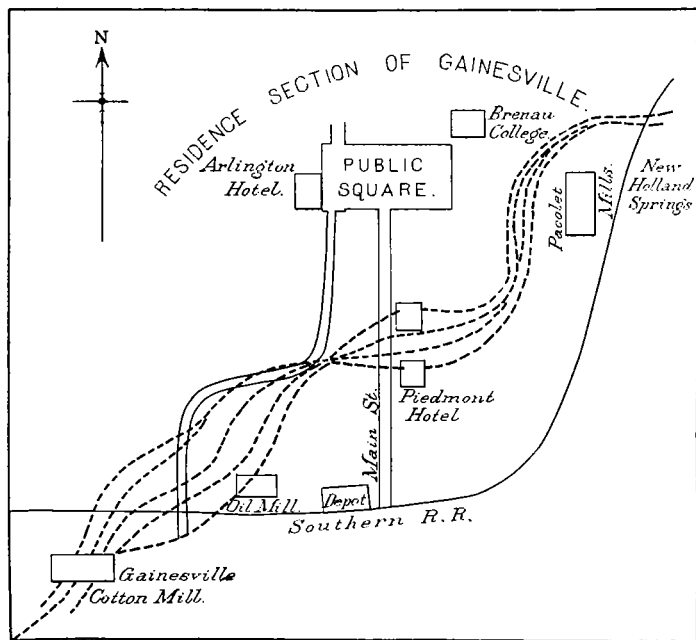 N
RESIDENCE SECTION OF GAINESVILLE.
Brenau
College.
Arlington
Hotel.
PUBLIC
SQUARE.
Pacolet
Mills.
New
Holland
Springs
Piedmont
Hotel
Main St.
Oil Mill.
Depot
Southern R.R.
Gainesville
Cotton Mill.